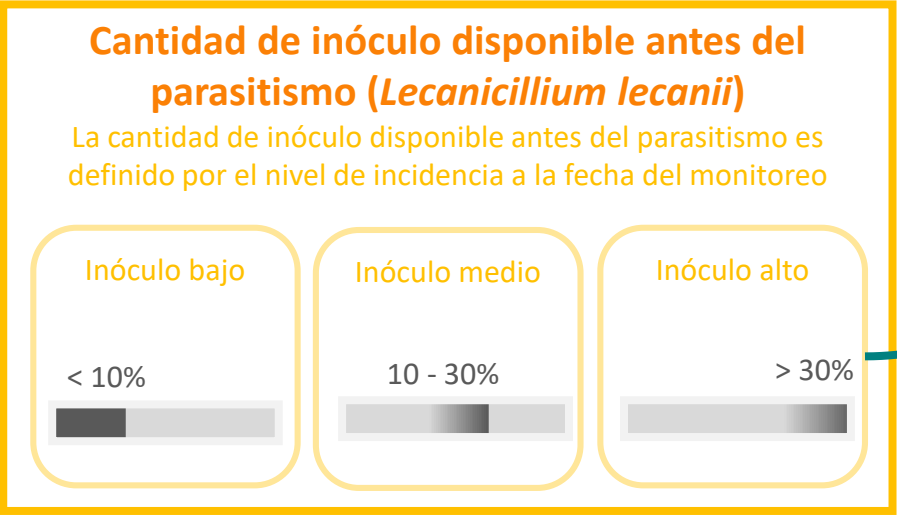 Cantidad de inóculo disponible antes del
parasitismo (Lecanicillium lecanii)
La cantidad de inóculo disponible antes del parasitismo es
definido por el nivel de incidencia a la fecha del monitoreo
Inóculo bajo
< 10%
Inóculo medio
10 - 30%
Inóculo alto
> 30%